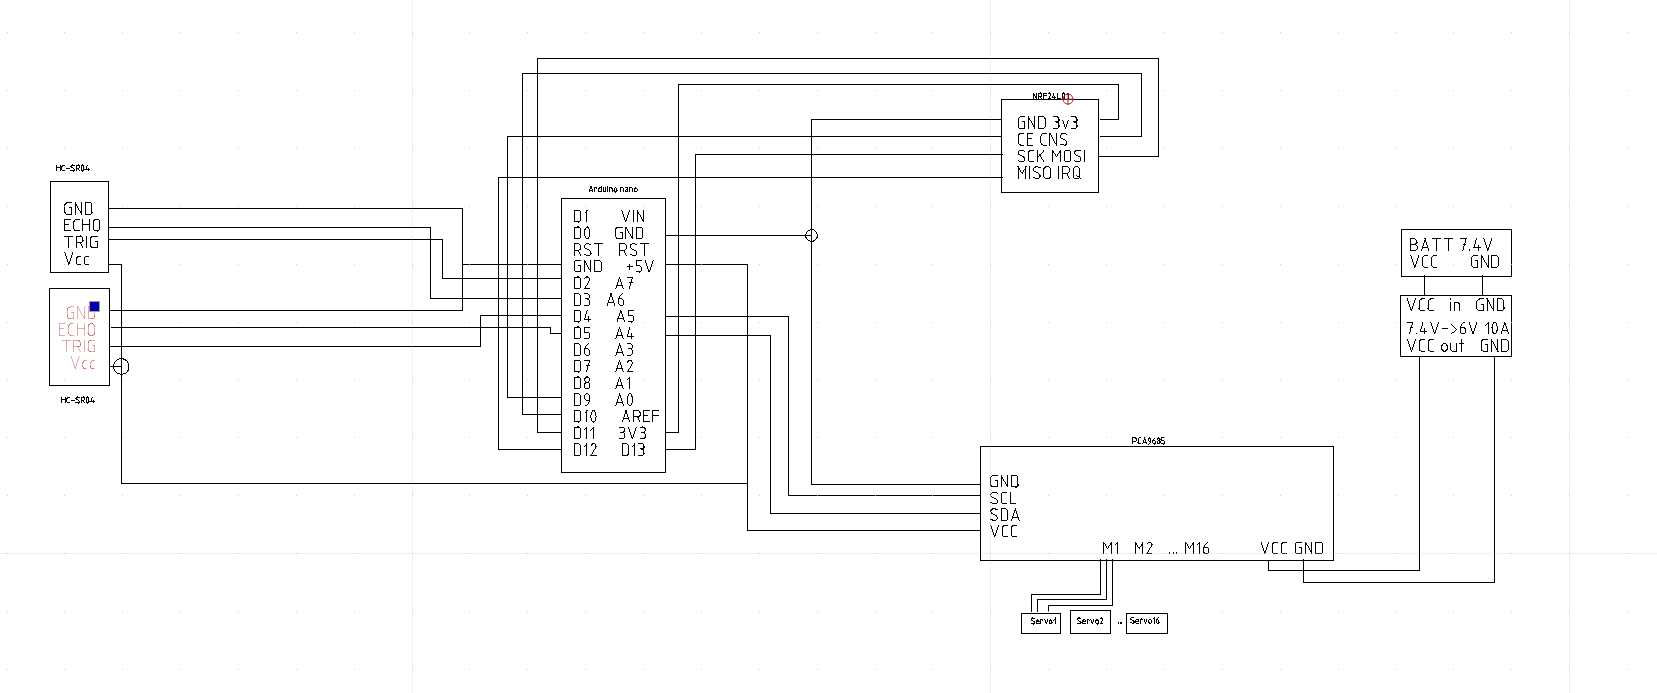 NRF24L01
GND 3v3
CE CNS
SCK MOSI
MISO IRQ
HC-SR04
GND
ECHO
TRIG
Vcc
GND
ECHO
TRIG
Vcc
HC-SR04
Arduino nano
D1 VIN
D0 GND
RST RST
GND +5V
D2 A7
D3 A6
D4 A5
D5 A4
D6 A3
D7 A2
D8 A1
D9 A0
D10 AREF
D11 3V3
D12 D13
BATT 7.4V
VCC GND
VCC in GND
7.4V->6V 10A
VCC out GND
PCA9685
GND
SCL
SDA
VCC
M1 M2 ... M16 VCC GND
Servo1 Servo2 .. Servo16